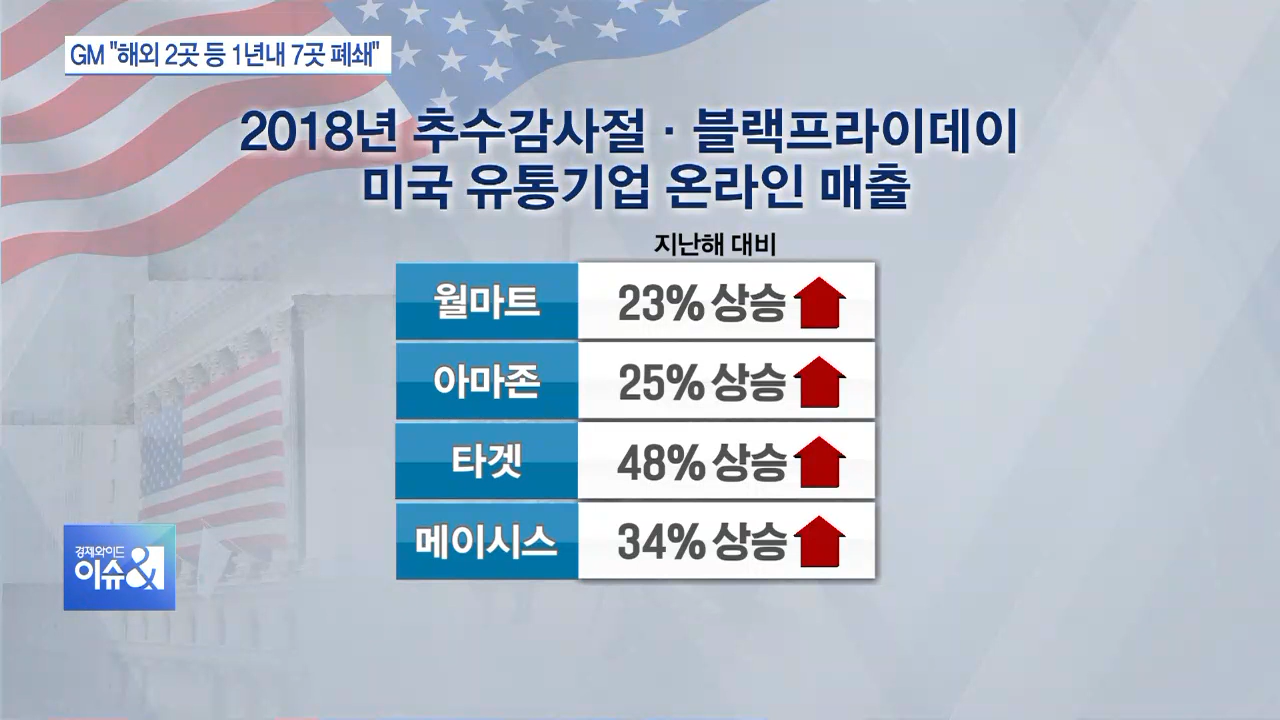 GM "해외 2곳 등 1년내 7곳 폐쇄"
2018년 추수감사절 · 블랙프라이데이
미국 유통기업 온라인 매출
지난해 대비
월마트 23% 상승
아마존 25% 상승
타겟 48% 상승
메이시스 34% 상승
경제와이드
이슈&